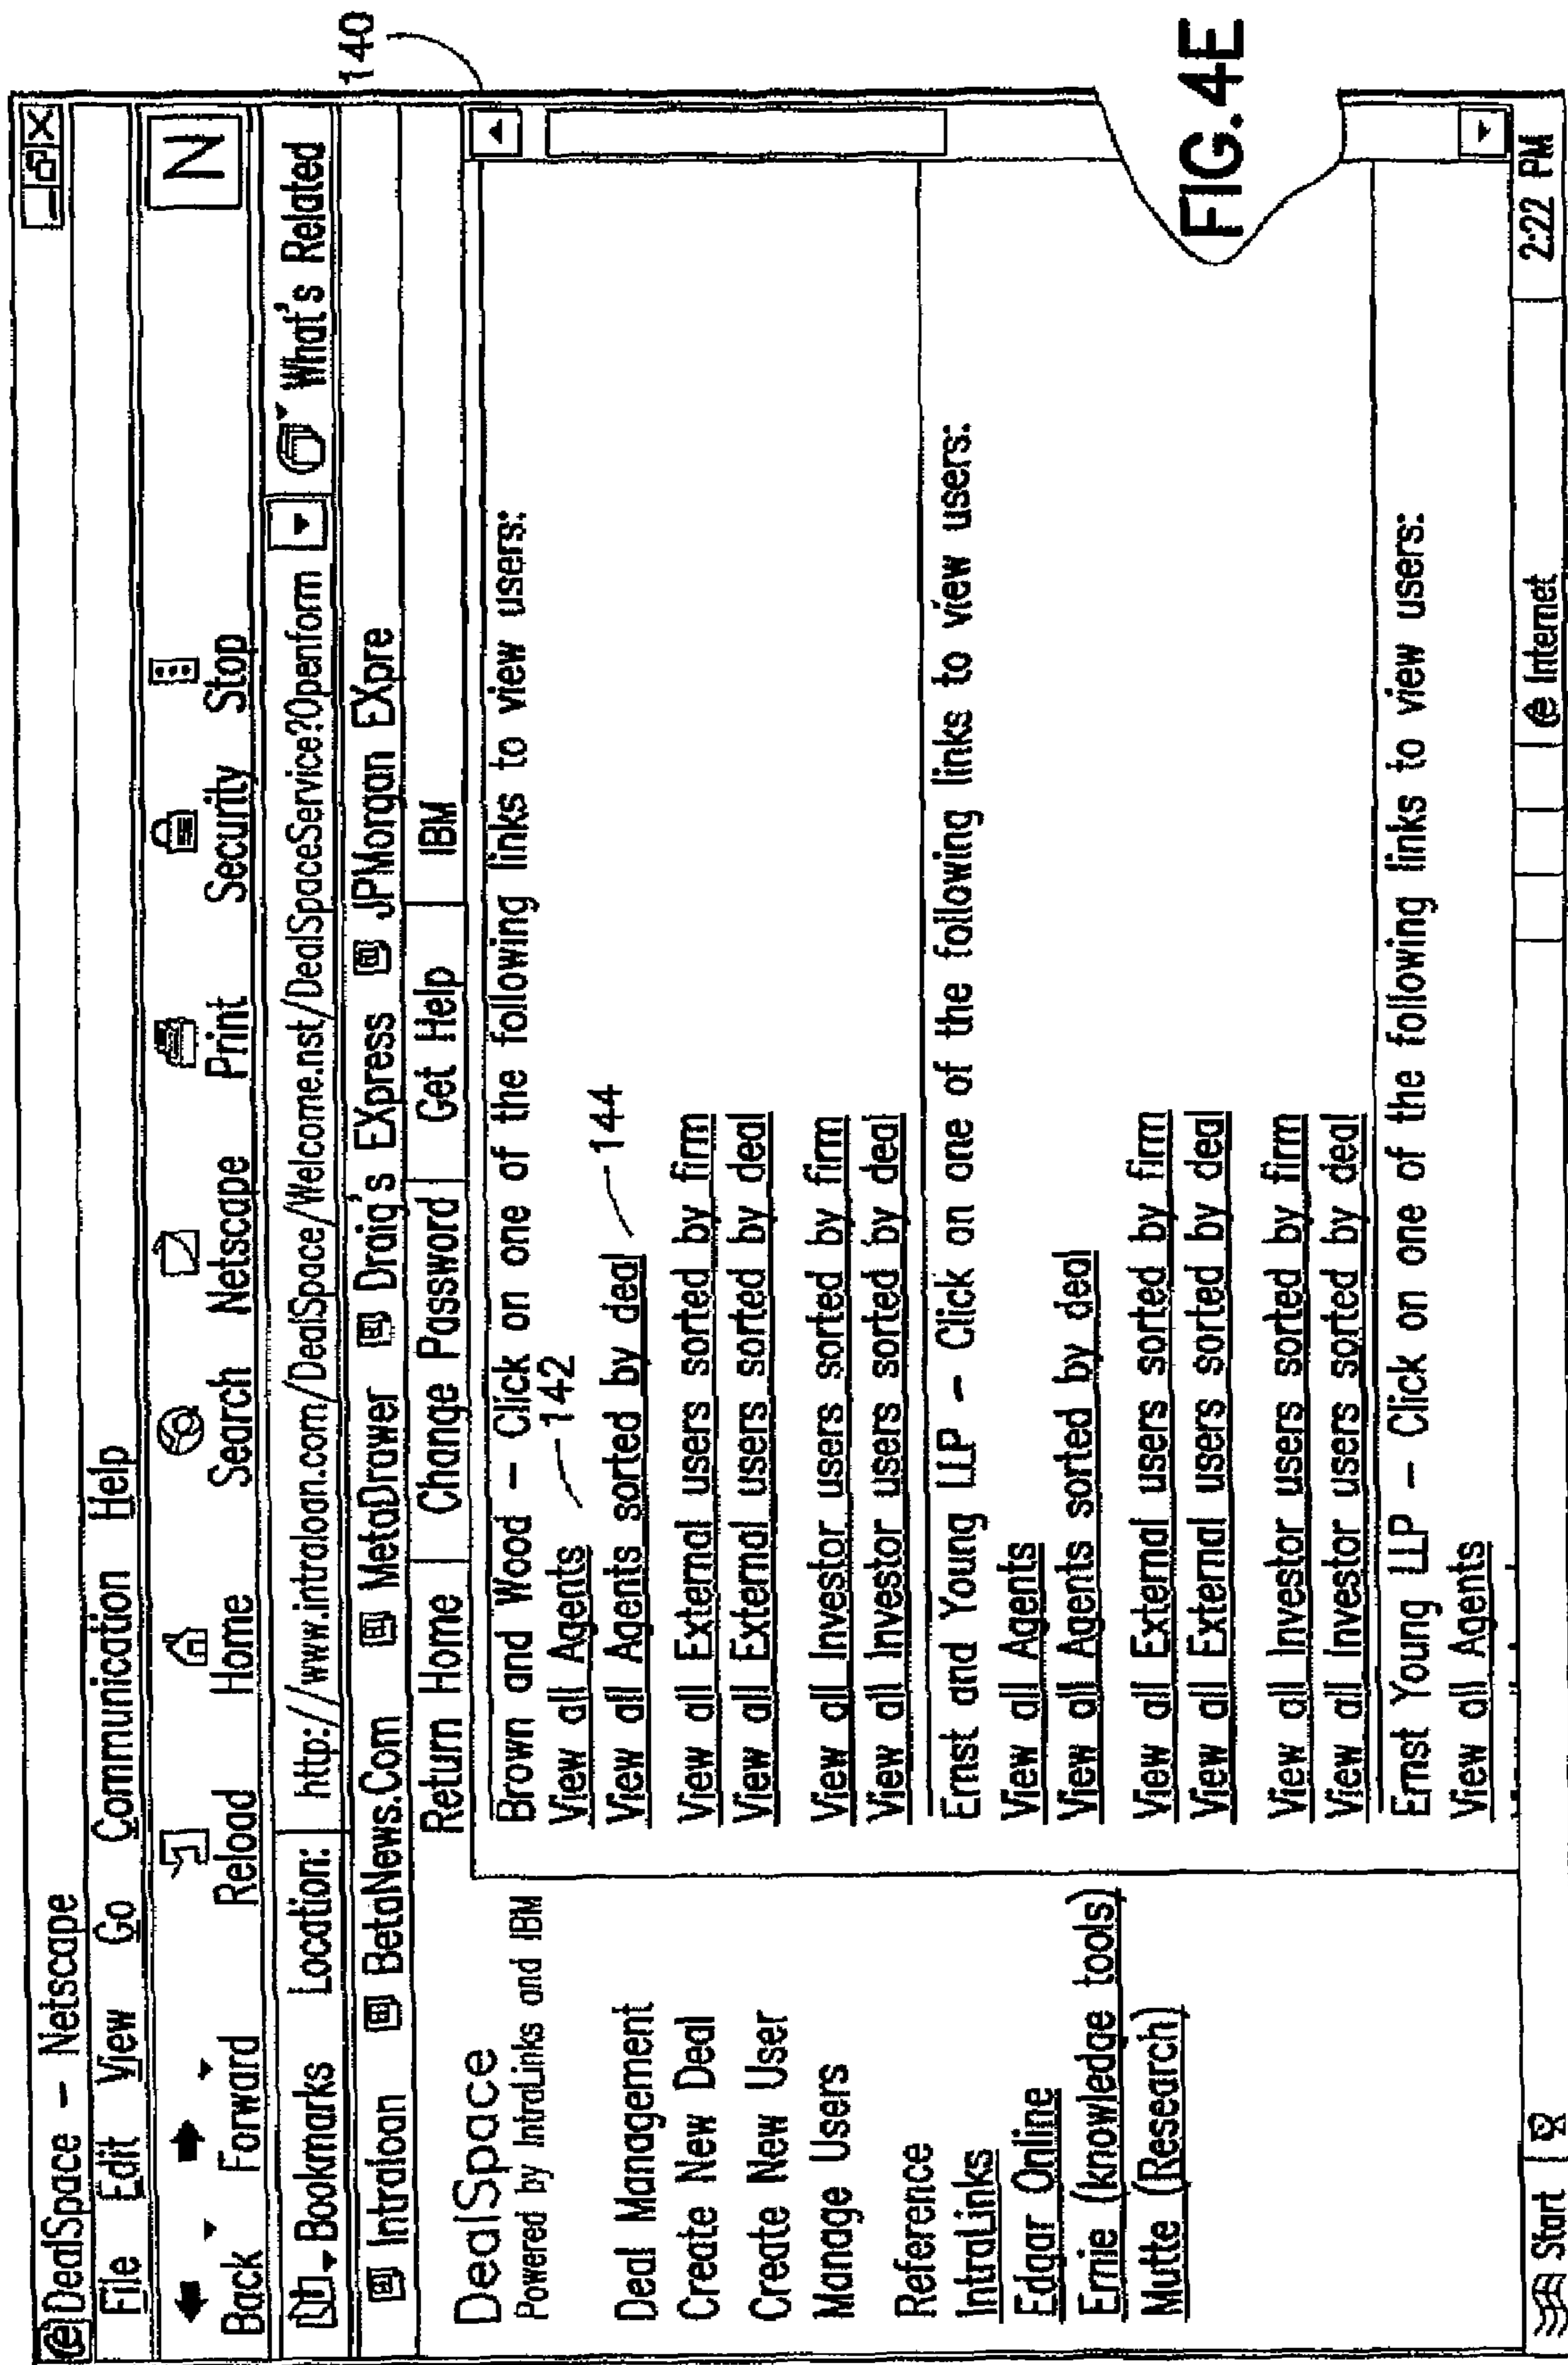 DealSpace – Netscape
File Edit View Go Communication Help
Back Forward Reload Home Search Netscape Print Security Stop
N
Bookmarks Location: http://www.intraloan.com/DealSpace/Welcome.nst/DealSpaceService?Openform What's Related
Intraloan BetaNews.Com MetaDrawer Draig's EXpress JPMorgan EXpre
Return Home Change Password Get Help IBM
140
DealSpace
Powered by IntraLinks and IBM
Deal Management
Create New Deal
Create New User
Manage Users
Reference
IntraLinks
Edgar Online
Ernie (knowledge tools)
Mutte (Research)
Brown and Wood – Click on one of the following links to view users:
View all Agents 142
View all Agents sorted by deal 144
View all External users sorted by firm
View all External users sorted by deal
View all Investor users sorted by firm
View all Investor users sorted by deal
Ernst and Young LLP – Click on one of the following links to view users:
View all Agents
View all Agents sorted by deal
View all External users sorted by firm
View all External users sorted by deal
View all Investor users sorted by firm
View all Investor users sorted by deal
Ernst Young LLP – Click on one of the following links to view users:
View all Agents
Start Internet 2:22 PM
FIG.4E